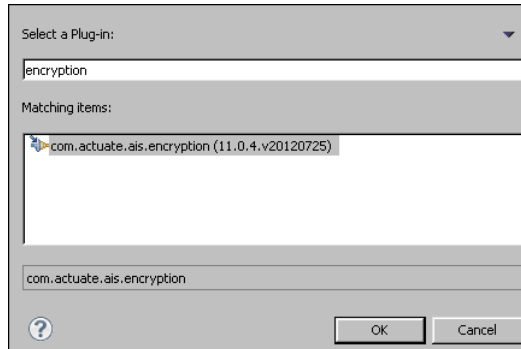 Select a Plug-in:
encryption
Matching items:
com.actuate.ais.encryption (11.0.4.v20120725)
com.actuate.ais.encryption
?
OK Cancel